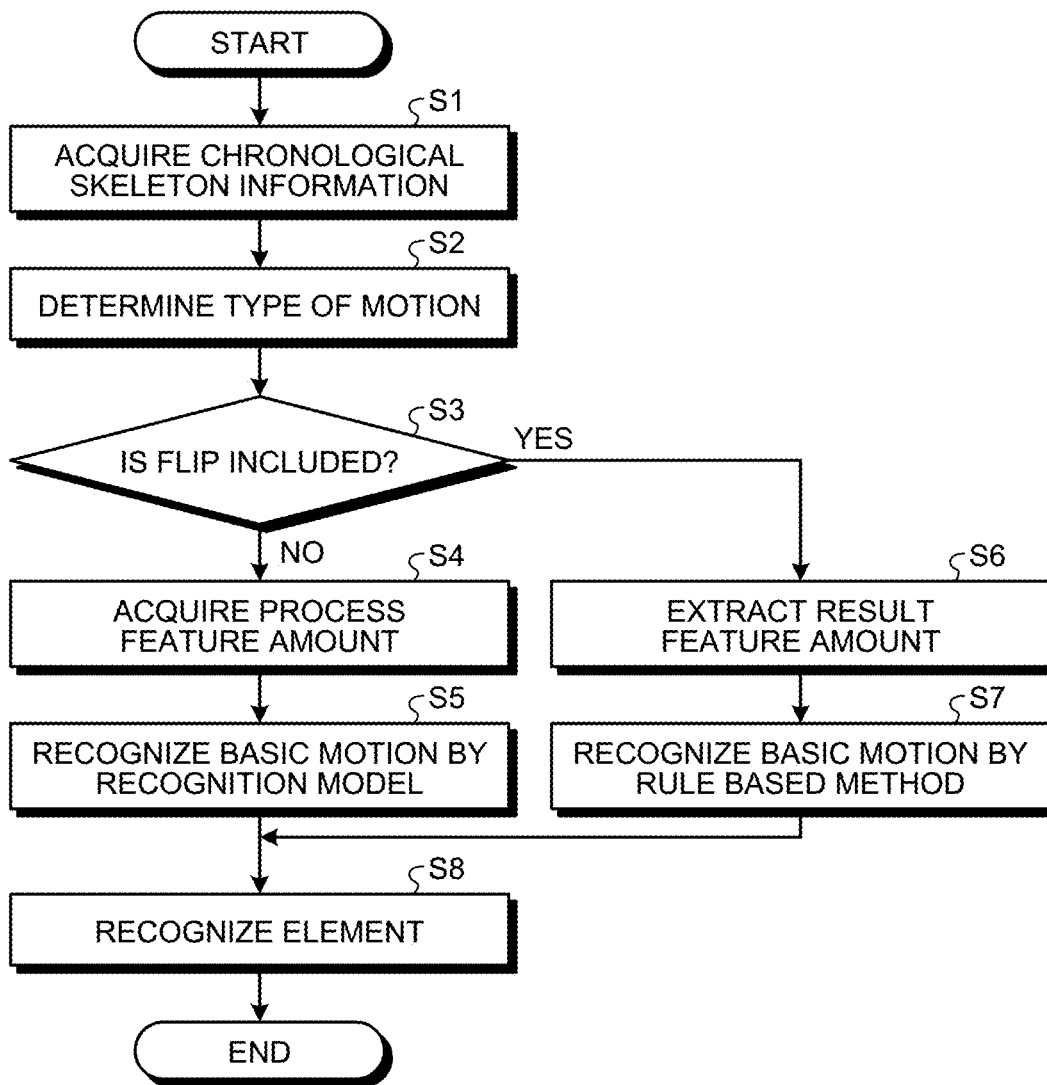 START
S1
ACQUIRE CHRONOLOGICAL
SKELETON INFORMATION
S2
DETERMINE TYPE OF MOTION
S3
IS FLIP INCLUDED?
YES
NO
S4
ACQUIRE PROCESS
FEATURE AMOUNT
S5
RECOGNIZE BASIC MOTION BY
RECOGNITION MODEL
S6
EXTRACT RESULT
FEATURE AMOUNT
S7
RECOGNIZE BASIC MOTION BY
RULE BASED METHOD
S8
RECOGNIZE ELEMENT
END